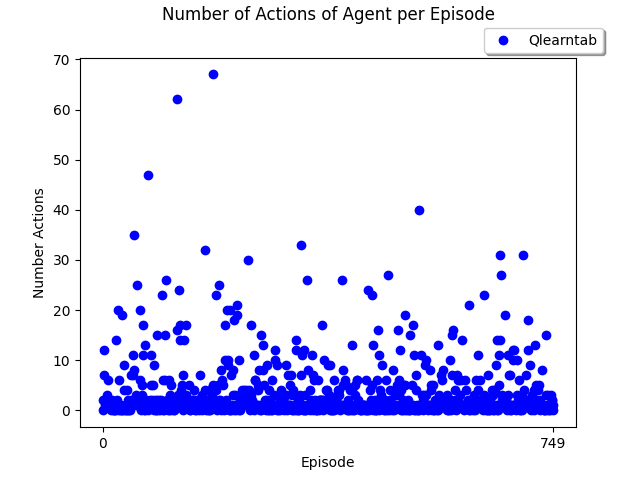 Number of Actions of Agent per Episode
Qlearntab
70
60
50
40
30
20
10
0
Number Actions
0 749
Episode